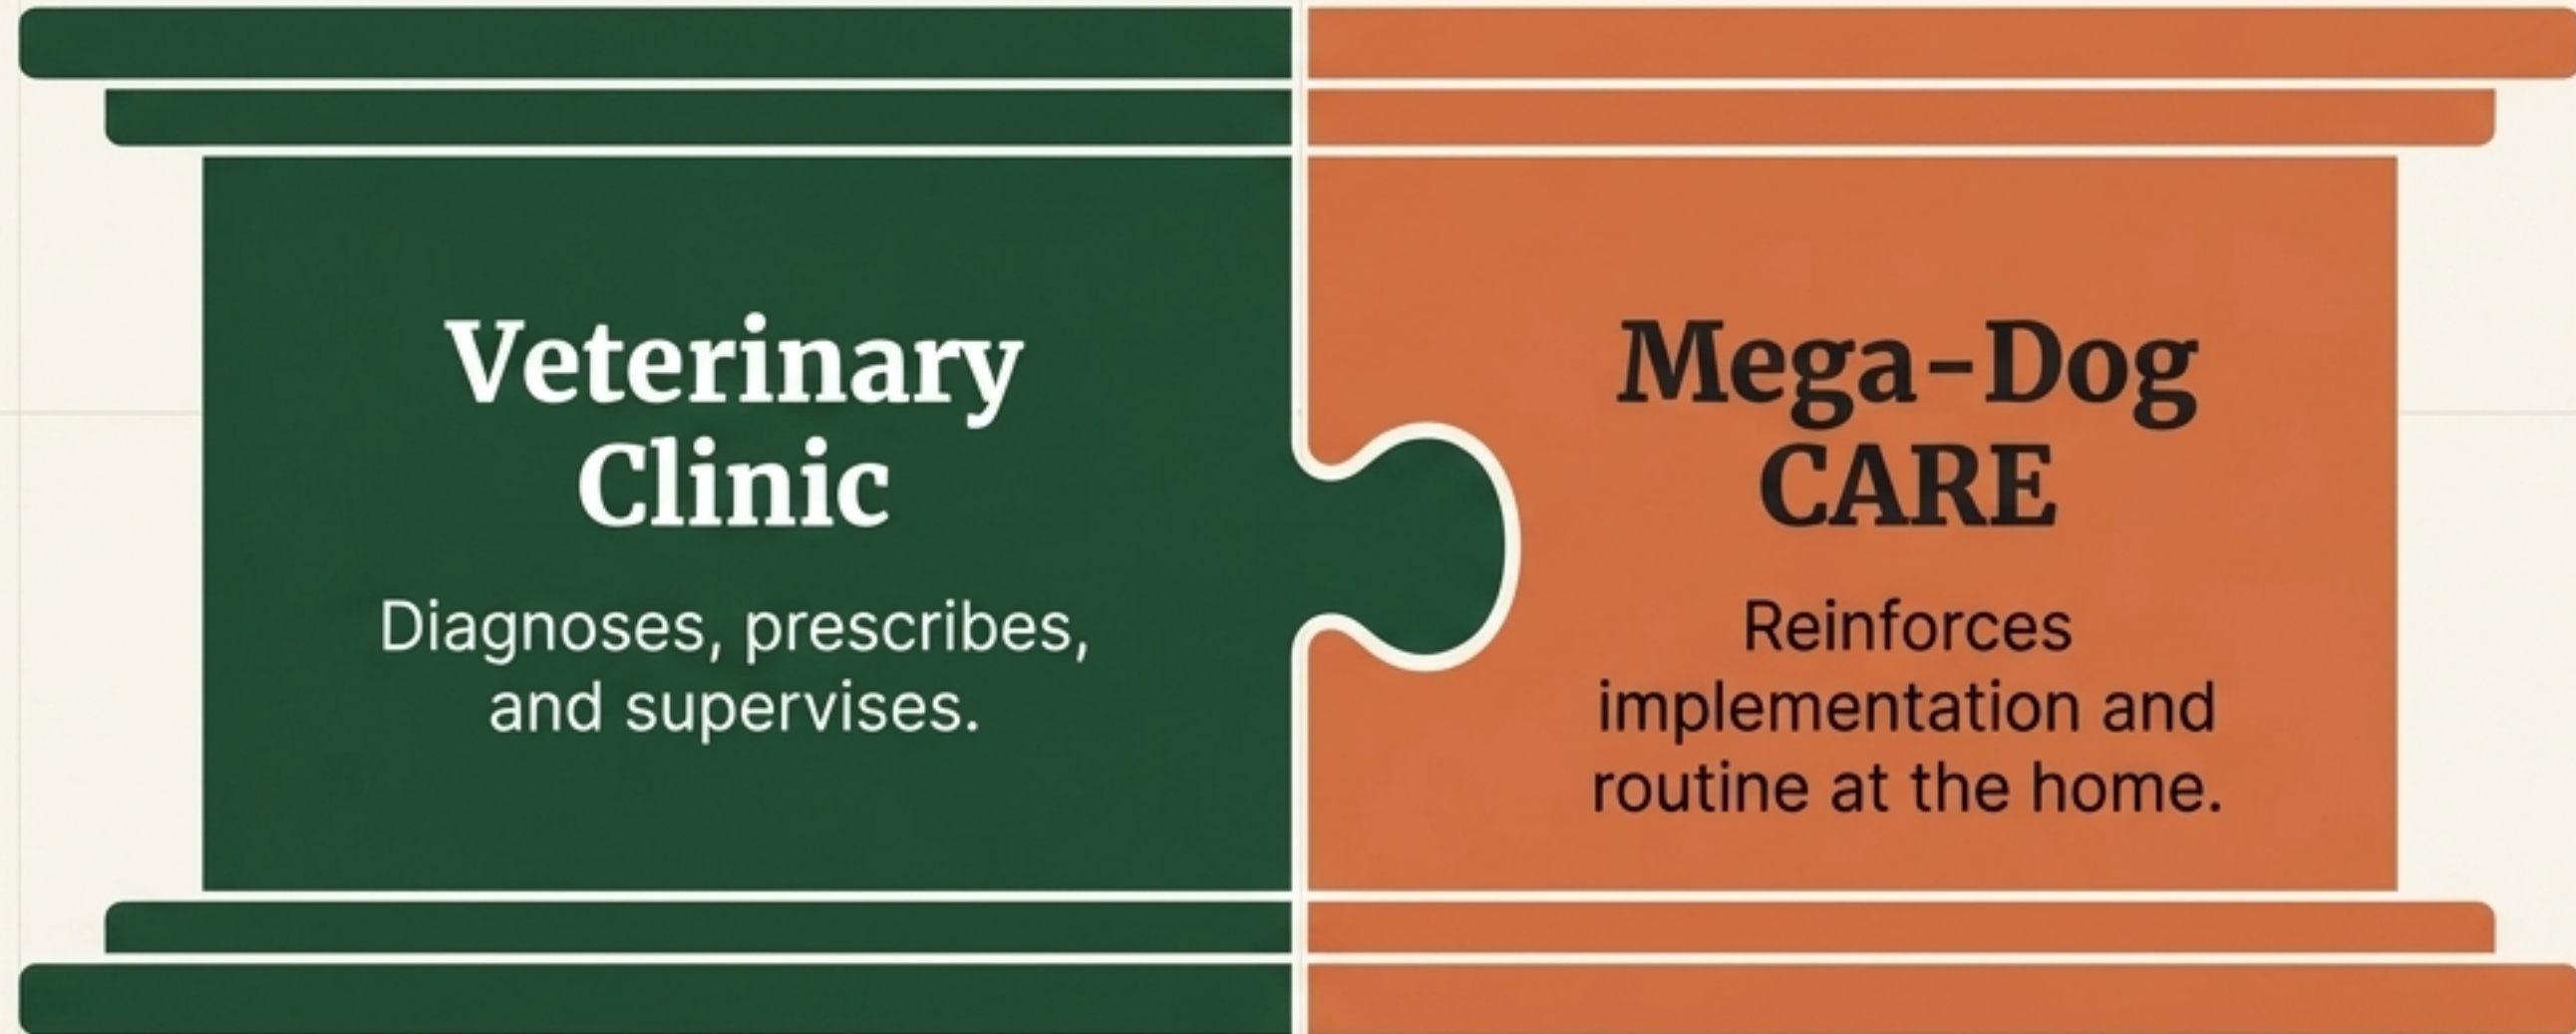 Veterinary
Clinic
Diagnoses, prescribes,
and supervises.
Mega-Dog
CARE
Reinforces
implementation and
routine at the home.